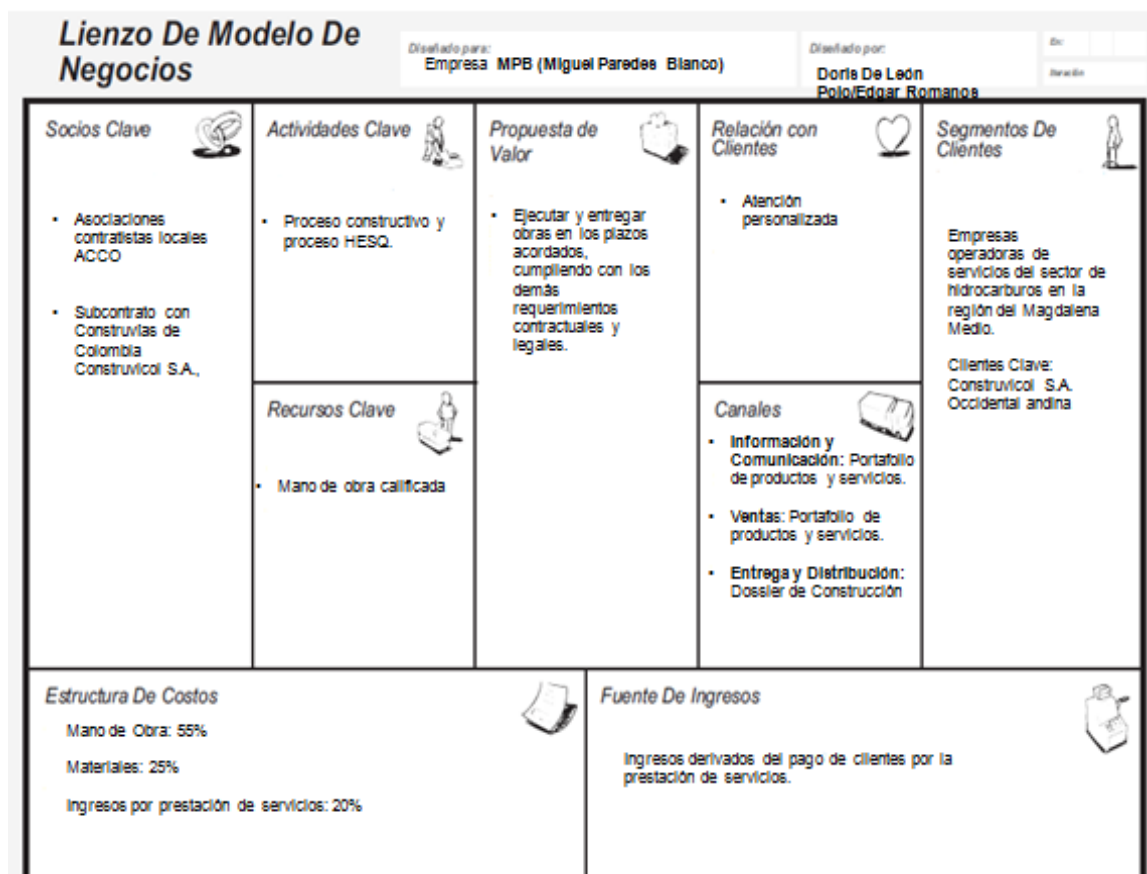 Lienzo De Modelo De
Negocios
Diseñado para:
Empresa MPB (Miguel Paredes Blanco)
Diseñado por:
Doris De León
Polo/Edgar Romanos
En:
Iteración
Socios Clave
• Asociaciones
contratistas locales
ACCO
• Subcontrato con
Construvías de
Colombia
Construvicol S.A.,
Actividades Clave
• Proceso constructivo y
proceso HESQ.
Recursos Clave
• Mano de obra calificada
Propuesta de
Valor
• Ejecutar y entregar
obras en los plazos
acordados,
cumpliendo con los
demás
requerimientos
contractuales y
legales.
Relación con
Clientes
• Atención
personalizada
Canales
• Información y
Comunicación: Portafolio
de productos y servicios.
• Ventas: Portafolio de
productos y servicios.
• Entrega y Distribución:
Dossier de Construcción
Segmentos De
Clientes
Empresas
operadoras de
servicios del sector de
hidrocarburos en la
región del Magdalena
Medio.
Clientes Clave:
Construvicol S.A.
Occidental andina
Estructura De Costos
Mano de Obra: 55%
Materiales: 25%
Ingresos por prestación de servicios: 20%
Fuente De Ingresos
Ingresos derivados del pago de clientes por la
prestación de servicios.